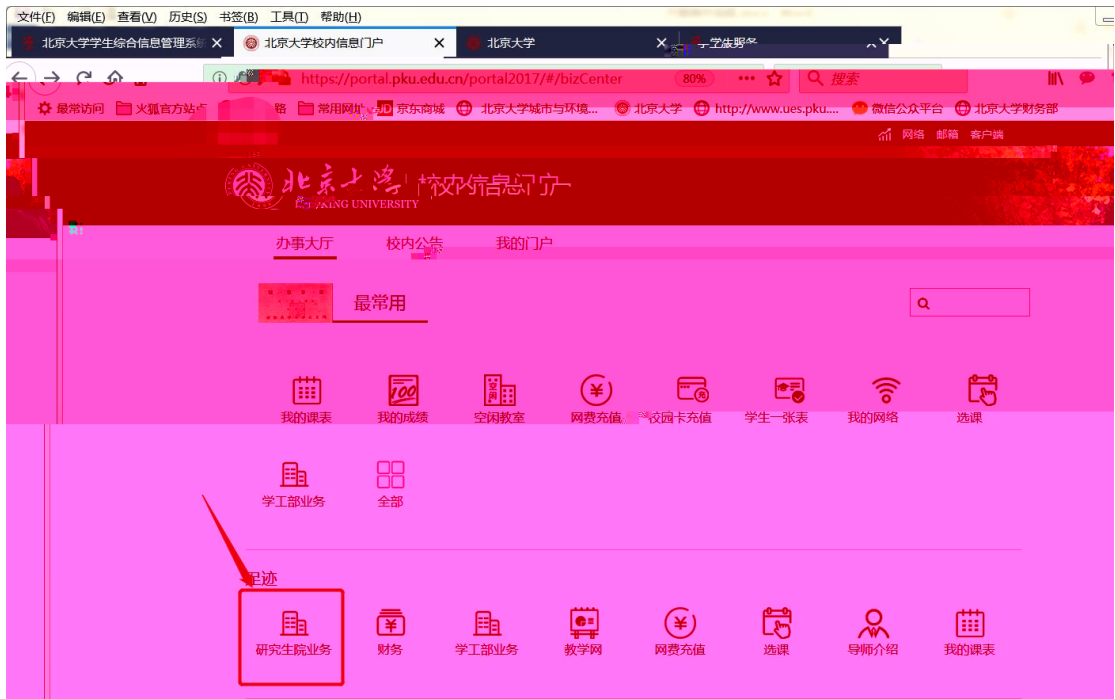 文件(F) 编辑(E) 查看(V) 历史(S) 书签(B) 工具(T) 帮助(H)
北京大学学生综合信息管理系统 北京大学校内信息门户 北京大学
https://portal.pku.edu.cn/portal2017/#/bizCenter 80% 搜索
最常访问 火狐官方站点 常用网址 JD 京东商城 北京大学城市与环境... 北京大学 http://www.ues.pku.... 微信公众平台 北京大学财务部
网络 邮箱 客户端
北京大学 校内信息门户
PEKING UNIVERSITY
办事大厅 校内公告 我的门户
最常用
100 空闲
我的课表 我的成绩 空闲教室 网费充值 校园卡充值 学生一张表 我的网络 选课
学工部业务 全部
足迹
研究生院业务 财务 学工部业务 教学网 网费充值 选课 导师介绍 我的课表